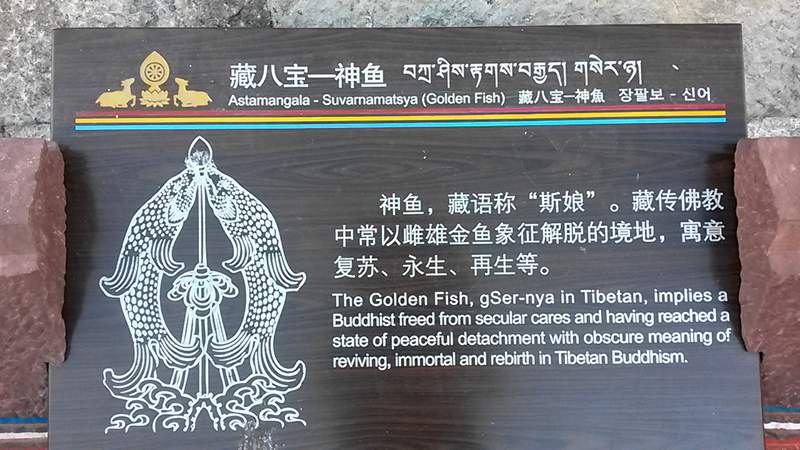 藏八宝—神鱼 བཀྲ་ཤིས་རྟགས་བརྒྱད། གསེར་ཉ།
Astamangala - Suvarnamatsya (Golden Fish) 藏八宝—神魚 장팔보 - 신어
神鱼，藏语称“斯娘”。藏传佛教
中常以雌雄金鱼象征解脱的境地，寓意
复苏、永生、再生等。
The Golden Fish, gSer-nya in Tibetan, implies a
Buddhist freed from secular cares and having reached a
state of peaceful detachment with obscure meaning of
reviving, immortal and rebirth in Tibetan Buddhism.